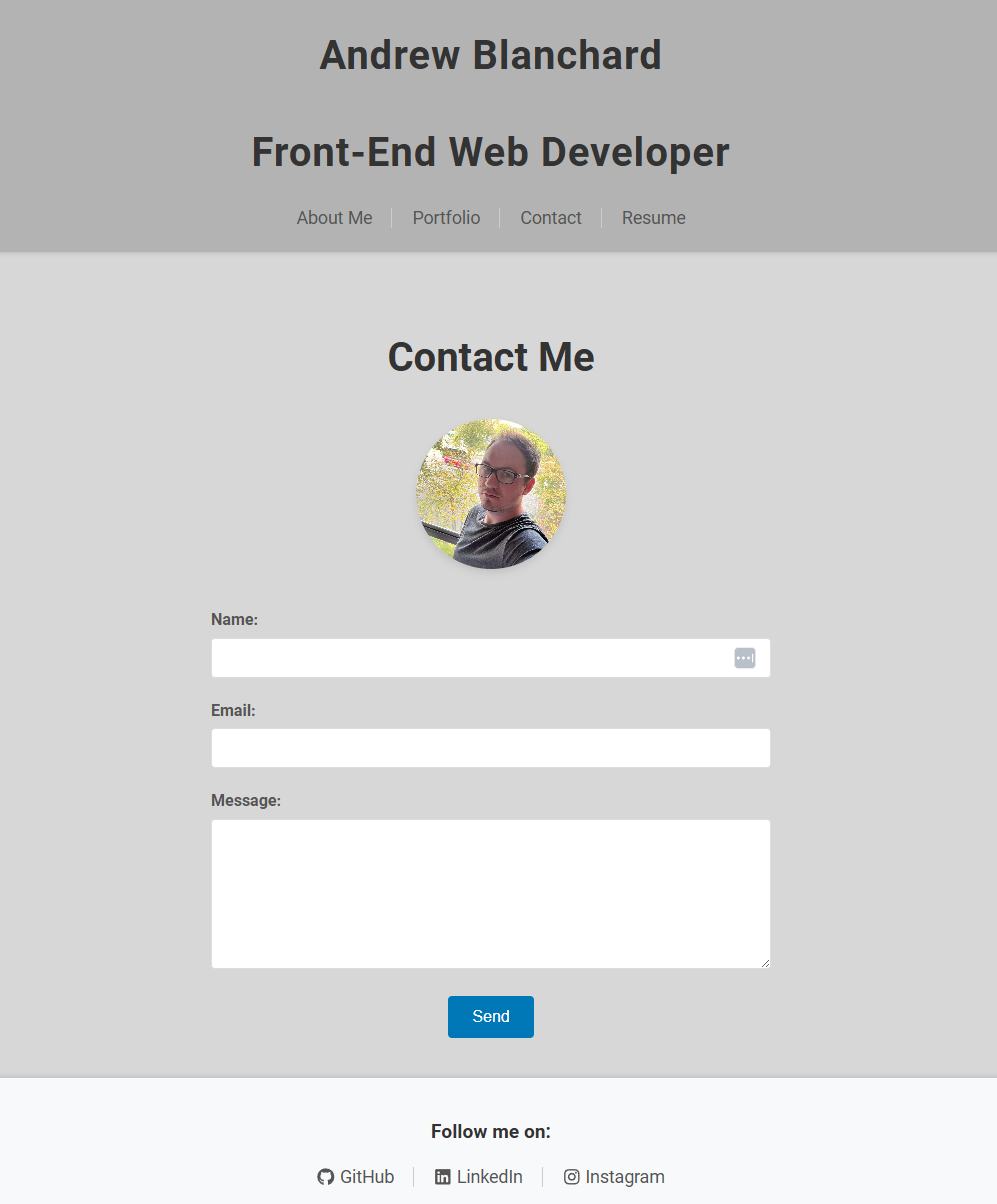 Andrew Blanchard
Front-End Web Developer
About Me Portfolio Contact Resume
Contact Me
Name:
Email:
Message:
Send
Follow me on:
GitHub LinkedIn Instagram